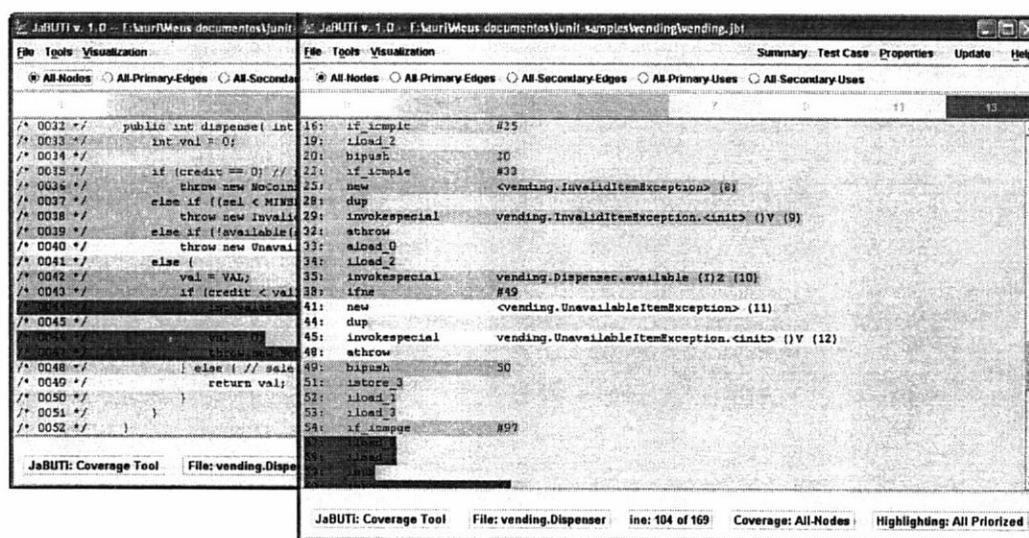 JaBUTi v. 1.0 -- F:\auri\Meus documentos\junit
File Tools Visualization
All-Nodes All-Primary-Edges All-Seconda
/* 0032 */ public int dispense( int
/* 0033 */ int val = 0;
/* 0034 */
/* 0035 */ if (credit == 0) //
/* 0036 */ throw new NoCoin
/* 0037 */ else if ((sel < MINS
/* 0038 */ throw new Invali
/* 0039 */ else if (!available(
/* 0040 */ throw new Unavai
/* 0041 */ else {
/* 0042 */ val = VAL;
/* 0043 */ if (credit < val
/* 0045 */
/* 0048 */ } else { // sale
/* 0049 */ return val;
/* 0050 */ }
/* 0051 */ }
/* 0052 */ }
JaBUTi: Coverage Tool File: vending.Dispe
JaBUTi v. 1.0 -- F:\auri\Meus documentos\junit-samples\vending\vending.jbt
File Tools Visualization Summary Test Case Properties Update Help
All-Nodes All-Primary-Edges All-Secondary-Edges All-Primary-Uses All-Secondary-Uses
11 13
16: if_icmplt #25
19: iload_2
20: bipush 20
22: if_icmple #33
25: new <vending.InvalidItemException> (8)
28: dup
29: invokespecial vending.InvalidItemException.<init> ()V (9)
32: athrow
33: aload_0
34: iload_2
35: invokespecial vending.Dispenser.available (I)Z (10)
38: ifne #49
41: new <vending.UnavailableItemException> (11)
44: dup
45: invokespecial vending.UnavailableItemException.<init> ()V (12)
48: athrow
49: bipush 50
51: istore_3
52: iload_1
53: iload_3
54: if_icmpge #97
JaBUTi: Coverage Tool File: vending.Dispenser ine: 104 of 169 Coverage: All-Nodes Highlighting: All Priorized